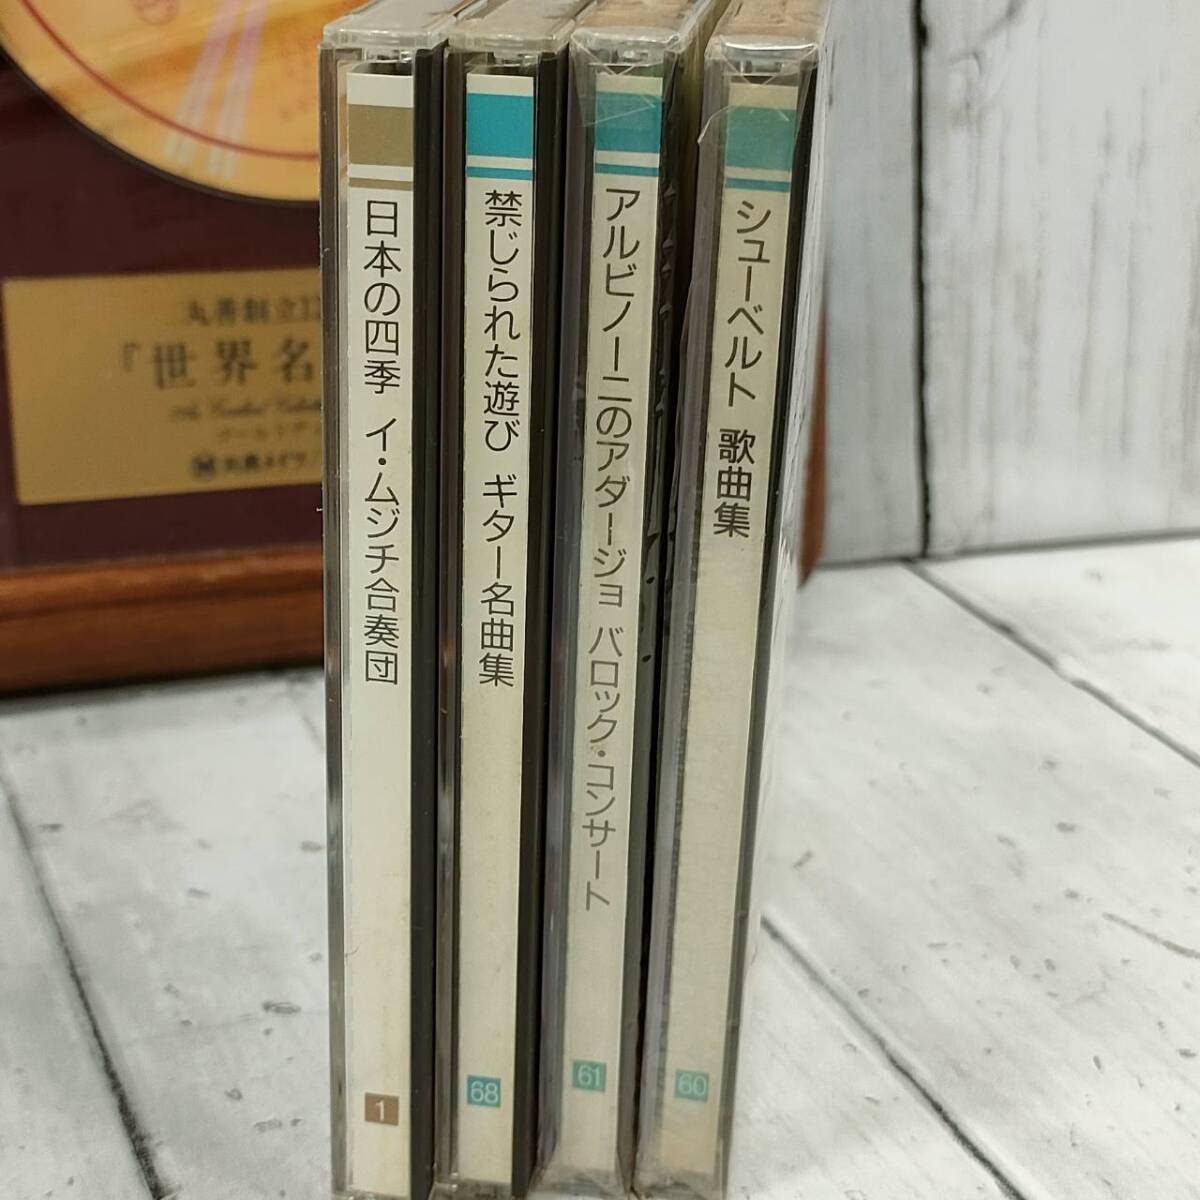 日本の四季 イ・ムジチ合奏団
1
禁じられた遊び ギター名曲集
68
アルビノーニのアダージョ バロック・コンサート
61
シューベルト 歌曲集
60
丸善創立12
『世界名